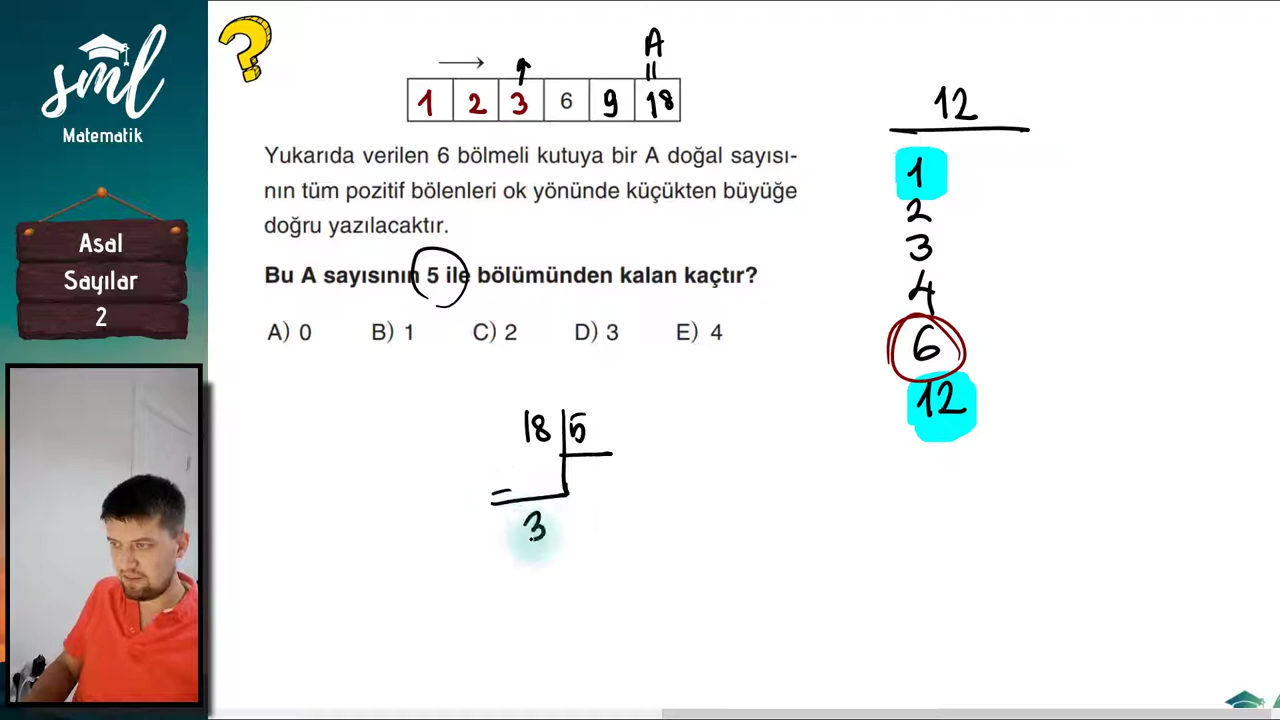 sml
Matematik
Asal
Sayılar
2
A
1 2 3 6 9 18
Yukarıda verilen 6 bölmeli kutuya bir A doğal sayısı-
nın tüm pozitif bölenleri ok yönünde küçükten büyüğe
doğru yazılacaktır.
Bu A sayısının 5 ile bölümünden kalan kaçtır?
A) 0 B) 1 C) 2 D) 3 E) 4
18 5
3
12
1
2
3
4
6
12